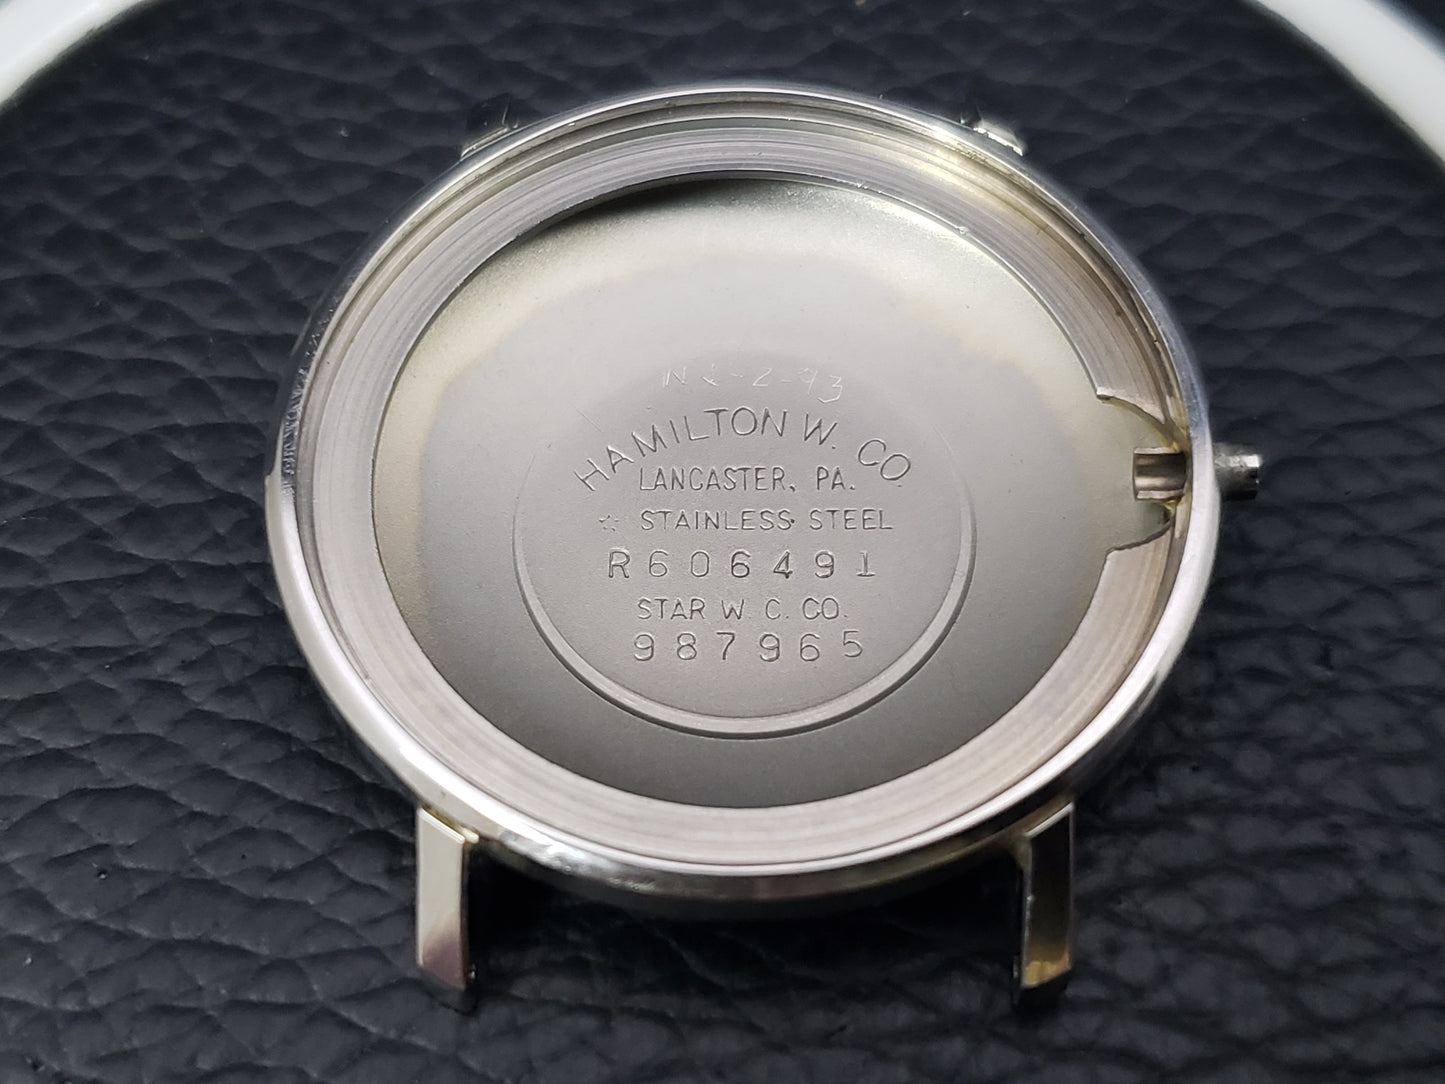 HAMILTON W. CO
LANCASTER, PA.
☆ STAINLESS STEEL
R606491
STAR W. C. CO.
987965